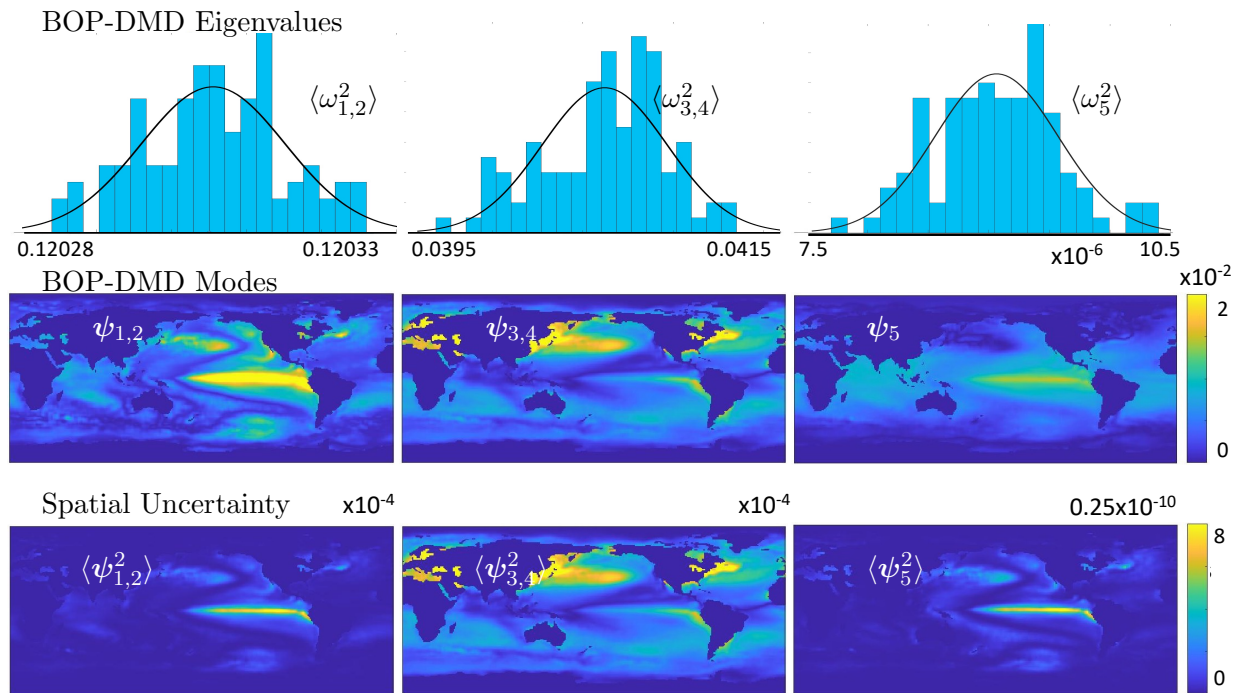 BOP-DMD Eigenvalues
⟨ω²₁,₂⟩ ⟨ω²₃,₄⟩ ⟨ω²₅⟩
0.12028 0.12033 0.0395 0.0415 7.5 x10⁻⁶ 10.5
BOP-DMD Modes x10⁻²
ψ₁,₂ ψ₃,₄ ψ₅ 2
0
Spatial Uncertainty x10⁻⁴ x10⁻⁴ 0.25x10⁻¹⁰
⟨ψ²₁,₂⟩ ⟨ψ²₃,₄⟩ ⟨ψ²₅⟩ 8
0